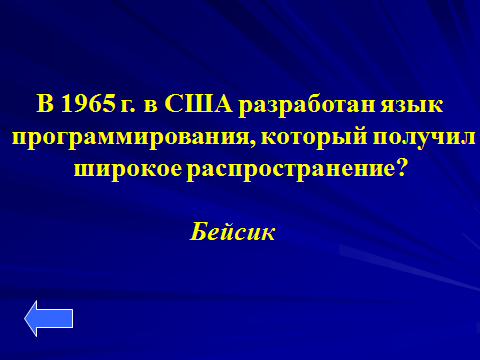 В 1965 г. в США разработан язык
программирования, который получил
широкое распространение?
Бейсик